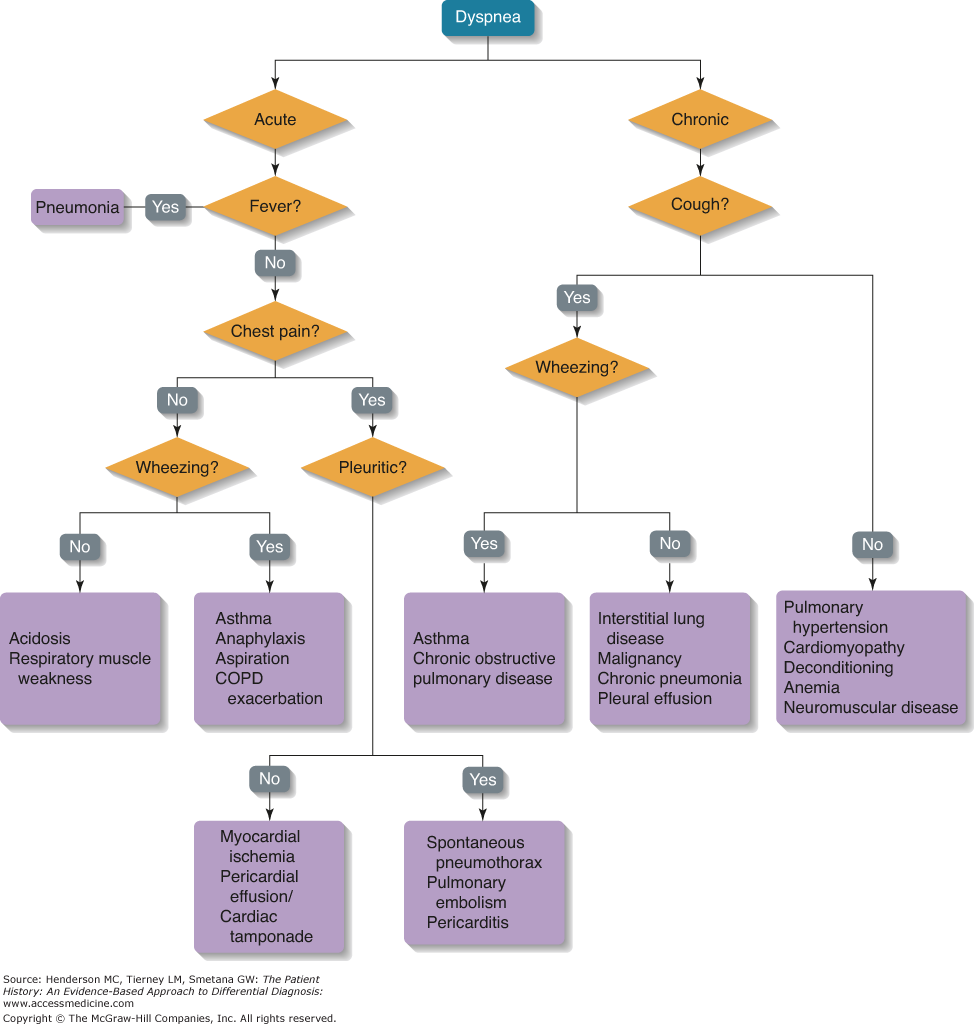 Dyspnea
Acute
Chronic
Pneumonia
Yes
Fever?
Cough?
No
Yes
Chest pain?
Wheezing?
No
Yes
Wheezing?
Pleuritic?
No
Yes
Yes
No
No
Acidosis
Respiratory muscle
weakness
Asthma
Anaphylaxis
Aspiration
COPD
exacerbation
Asthma
Chronic obstructive
pulmonary disease
Interstitial lung
disease
Malignancy
Chronic pneumonia
Pleural effusion
Pulmonary
hypertension
Cardiomyopathy
Deconditioning
Anemia
Neuromuscular disease
No
Yes
Myocardial
ischemia
Pericardial
effusion/
Cardiac
tamponade
Spontaneous
pneumothorax
Pulmonary
embolism
Pericarditis
Source: Henderson MC, Tierney LM, Smetana GW: The Patient
History: An Evidence-Based Approach to Differential Diagnosis:
www.accessmedicine.com
Copyright © The McGraw-Hill Companies, Inc. All rights reserved.